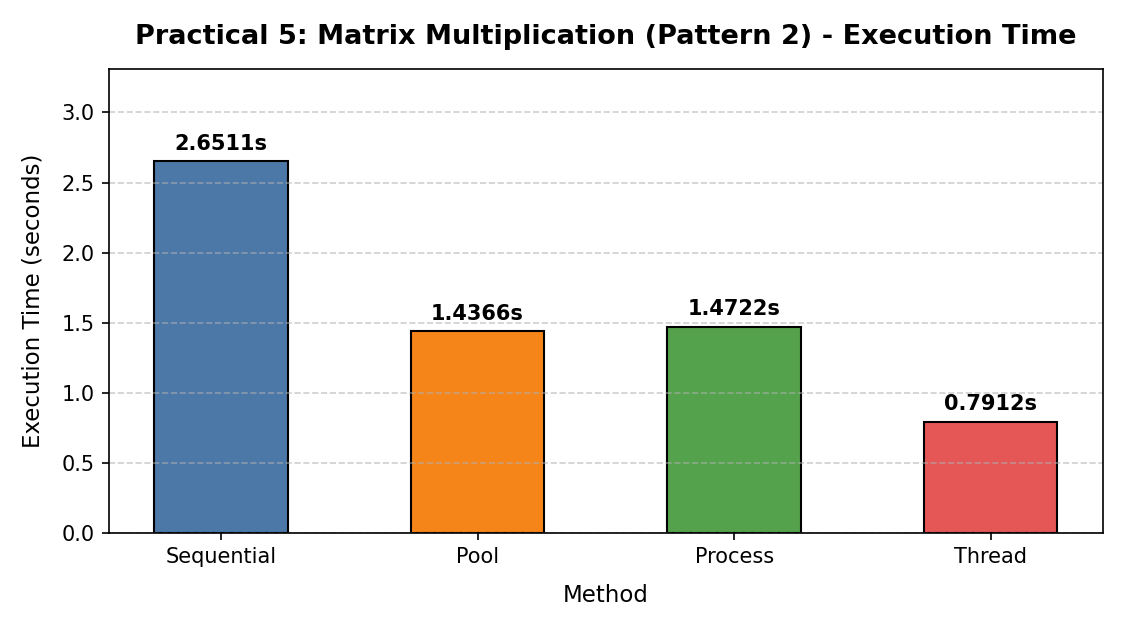 Practical 5: Matrix Multiplication (Pattern 2) - Execution Time
Execution Time (seconds)
3.0
2.5
2.0
1.5
1.0
0.5
0.0
2.6511s
1.4366s
1.4722s
0.7912s
Sequential
Pool
Process
Thread
Method